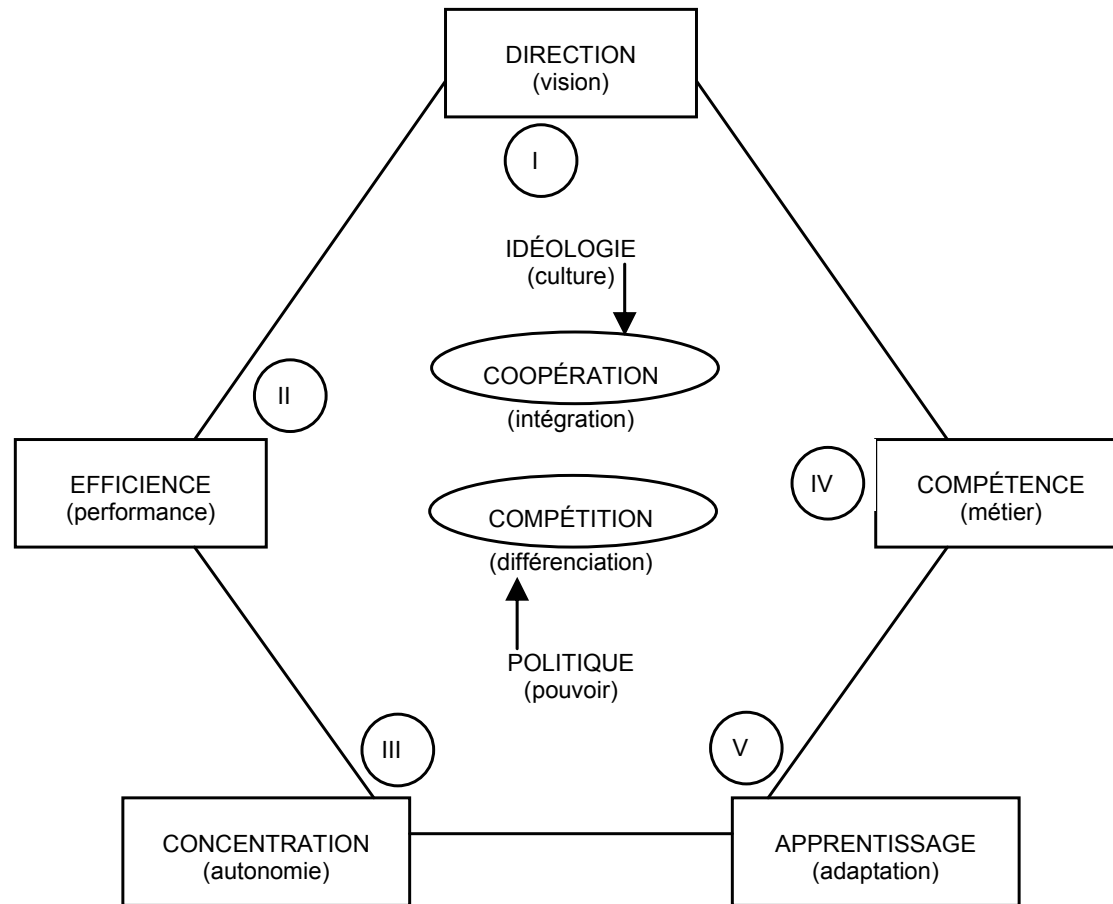 DIRECTION
(vision)
I
IDÉOLOGIE
(culture)
COOPÉRATION
(intégration)
II
EFFICIENCE
(performance)
COMPÉTITION
(différenciation)
IV
COMPÉTENCE
(métier)
POLITIQUE
(pouvoir)
III
V
CONCENTRATION
(autonomie)
APPRENTISSAGE
(adaptation)